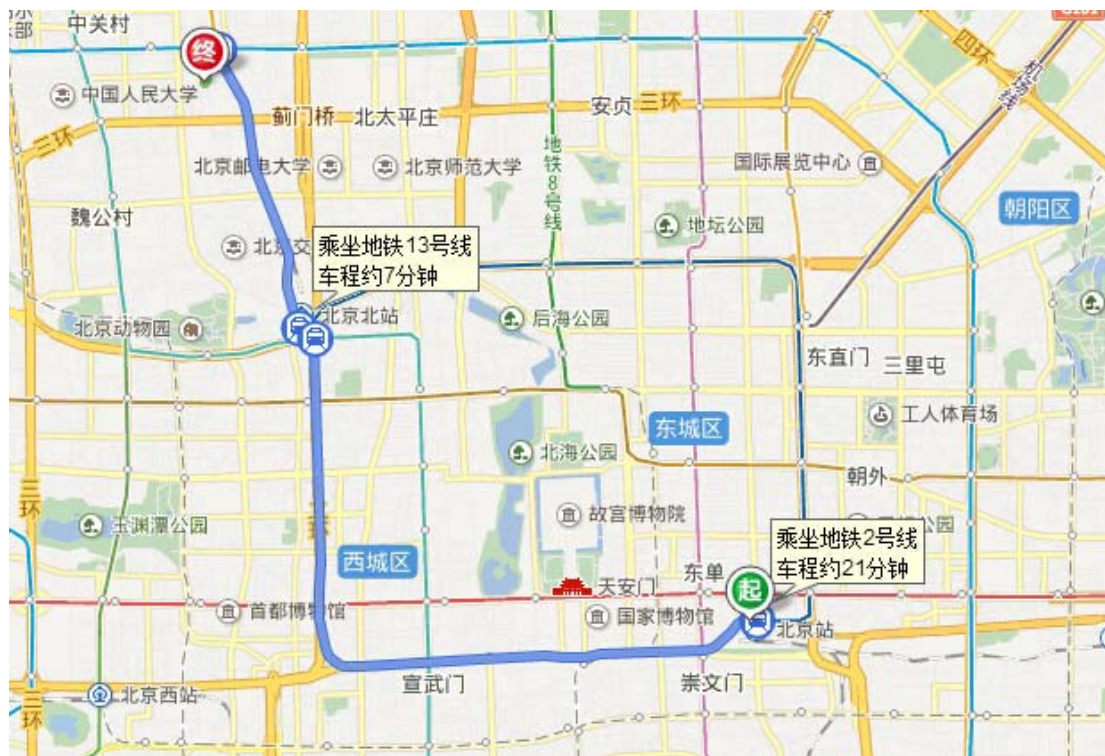 中关村
终
中国人民大学
三环
蓟门桥
北太平庄
安贞
三环
四环
机场线
北京邮电大学
北京师范大学
地铁8号线
国际展览中心
朝阳区
魏公村
地坛公园
乘坐地铁13号线
车程约7分钟
北京动物园
北京北站
后海公园
东直门
三里屯
东城区
工人体育场
北海公园
朝外
三环
玉渊潭公园
故宫博物院
西城区
乘坐地铁2号线
车程约21分钟
东单
起
天安门
首都博物馆
国家博物馆
北京站
宣武门
崇文门
北京西站
三环